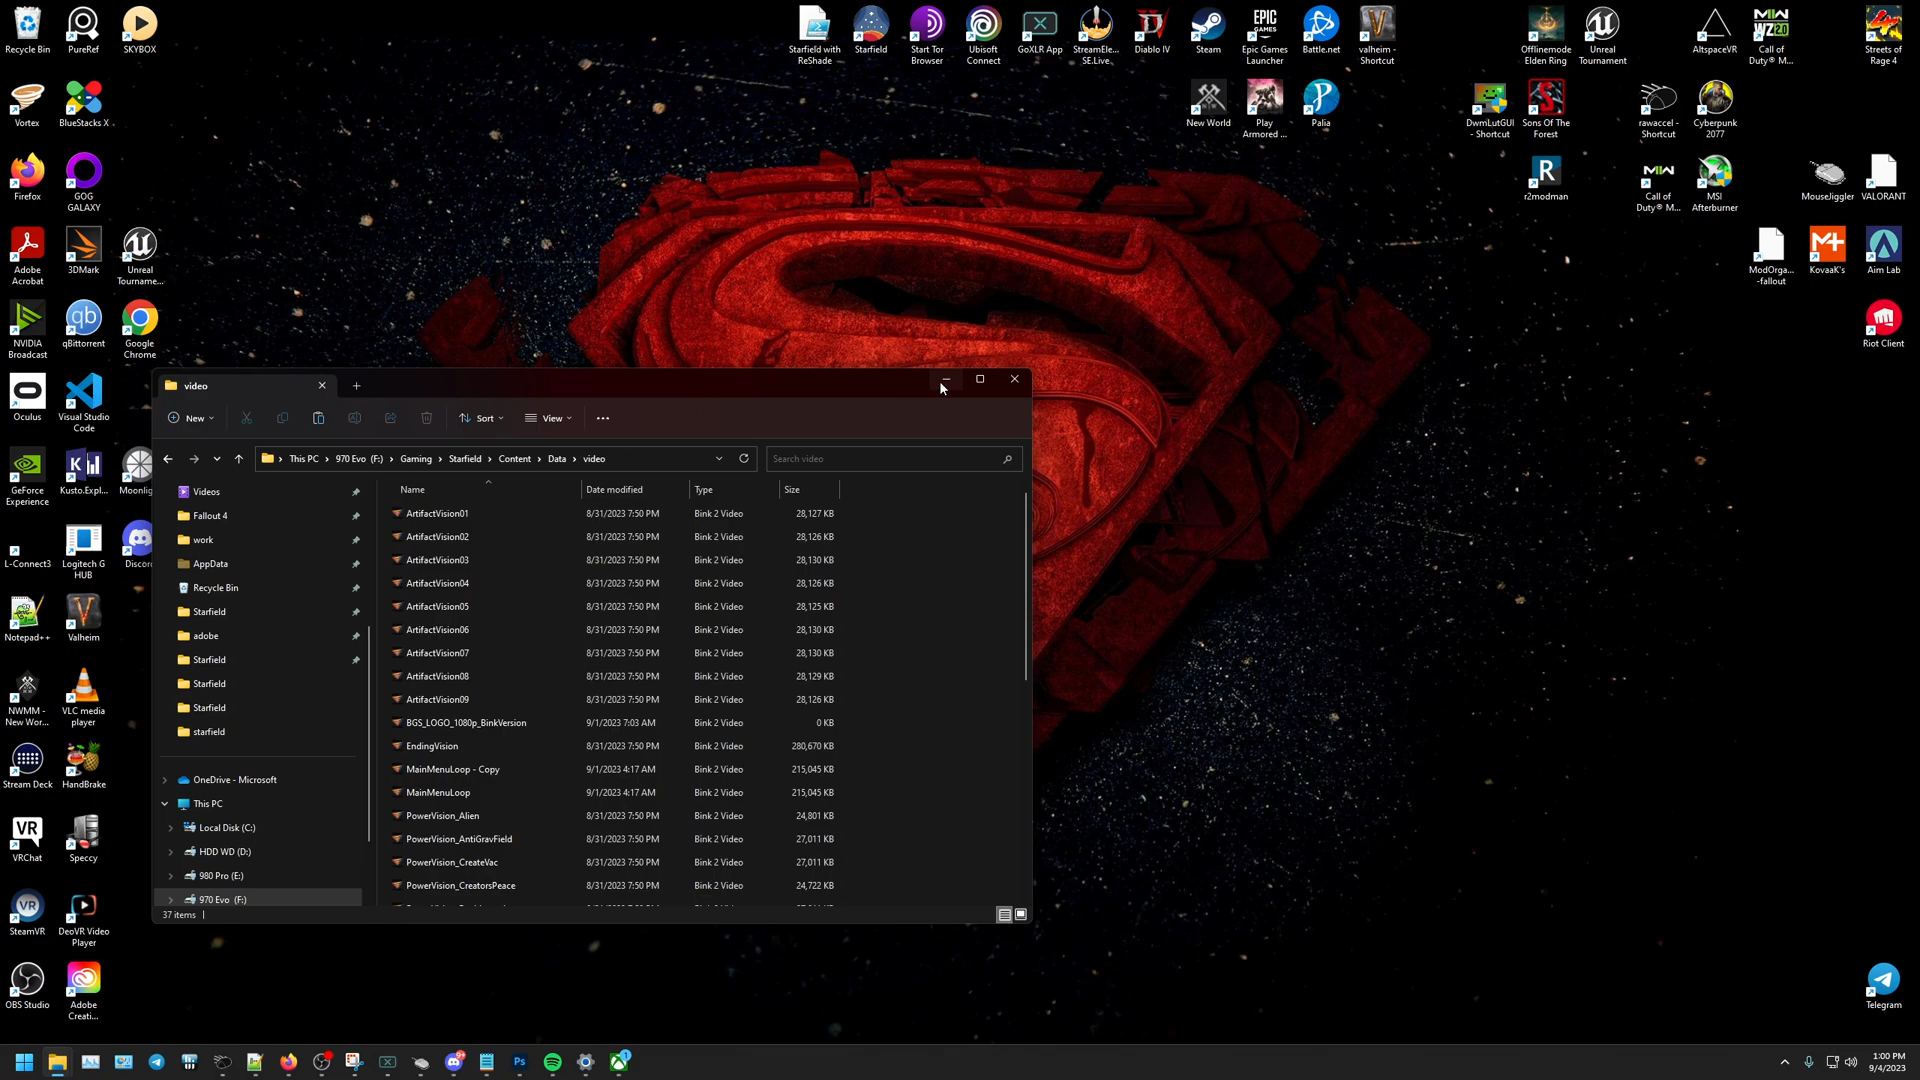 Recycle Bin
PureRef
SKYBOX
Starfield with
ReShade
Starfield
Start Tor
Browser
Ubisoft
Connect
GoXLR App
StreamEle...
SE.Live
Diablo IV
Steam
Epic Games
Launcher
Battle.net
valheim -
Shortcut
Offlinemode
Elden Ring
Unreal
Tournament
AltspaceVR
Call of
Duty® M...
Streets of
Rage 4
Vortex
BlueStacks X
New World
Play
Armored ...
Palia
DwmLutGUI
- Shortcut
Sons Of The
Forest
rawaccel -
Shortcut
Cyberpunk
2077
Firefox
GOG
GALAXY
r2modman
Call of
Duty® M...
MSI
Afterburner
MouseJiggler
VALORANT
Adobe
Acrobat
3DMark
Unreal
Tourname...
ModOrga...
-fallout
KovaaK's
Aim Lab
NVIDIA
Broadcast
qBittorrent
Google
Chrome
Riot Client
Oculus
Visual Studio
Code
GeForce
Experience
Kusto.Expl...
Moonlig
L-Connect3
Logitech G
HUB
Discord
Notepad++
Valheim
NWMM -
New Wor...
VLC media
player
Stream Deck
HandBrake
VRChat
Speccy
SteamVR
DeoVR Video
Player
OBS Studio
Adobe
Creati...
Telegram
video
New
Sort
View
This PC > 970 Evo (F:) > Gaming > Starfield > Content > Data > video
Search video
Videos
Fallout 4
work
AppData
Recycle Bin
Starfield
adobe
Starfield
Starfield
Starfield
starfield
OneDrive - Microsoft
This PC
Local Disk (C:)
HDD WD (D:)
980 Pro (E:)
970 Evo (F:)
Name Date modified Type Size
ArtifactVision01 8/31/2023 7:50 PM Bink 2 Video 28,127 KB
ArtifactVision02 8/31/2023 7:50 PM Bink 2 Video 28,126 KB
ArtifactVision03 8/31/2023 7:50 PM Bink 2 Video 28,130 KB
ArtifactVision04 8/31/2023 7:50 PM Bink 2 Video 28,126 KB
ArtifactVision05 8/31/2023 7:50 PM Bink 2 Video 28,125 KB
ArtifactVision06 8/31/2023 7:50 PM Bink 2 Video 28,130 KB
ArtifactVision07 8/31/2023 7:50 PM Bink 2 Video 28,130 KB
ArtifactVision08 8/31/2023 7:50 PM Bink 2 Video 28,129 KB
ArtifactVision09 8/31/2023 7:50 PM Bink 2 Video 28,126 KB
BGS_LOGO_1080p_BinkVersion 9/1/2023 7:03 AM Bink 2 Video 0 KB
EndingVision 8/31/2023 7:50 PM Bink 2 Video 280,670 KB
MainMenuLoop - Copy 9/1/2023 4:17 AM Bink 2 Video 215,045 KB
MainMenuLoop 9/1/2023 4:17 AM Bink 2 Video 215,045 KB
PowerVision_Alien 8/31/2023 7:50 PM Bink 2 Video 24,801 KB
PowerVision_AntiGravField 8/31/2023 7:50 PM Bink 2 Video 27,011 KB
PowerVision_CreateVac 8/31/2023 7:50 PM Bink 2 Video 27,011 KB
PowerVision_CreatorsPeace 8/31/2023 7:50 PM Bink 2 Video 24,722 KB
37 items
1:00 PM
9/4/2023